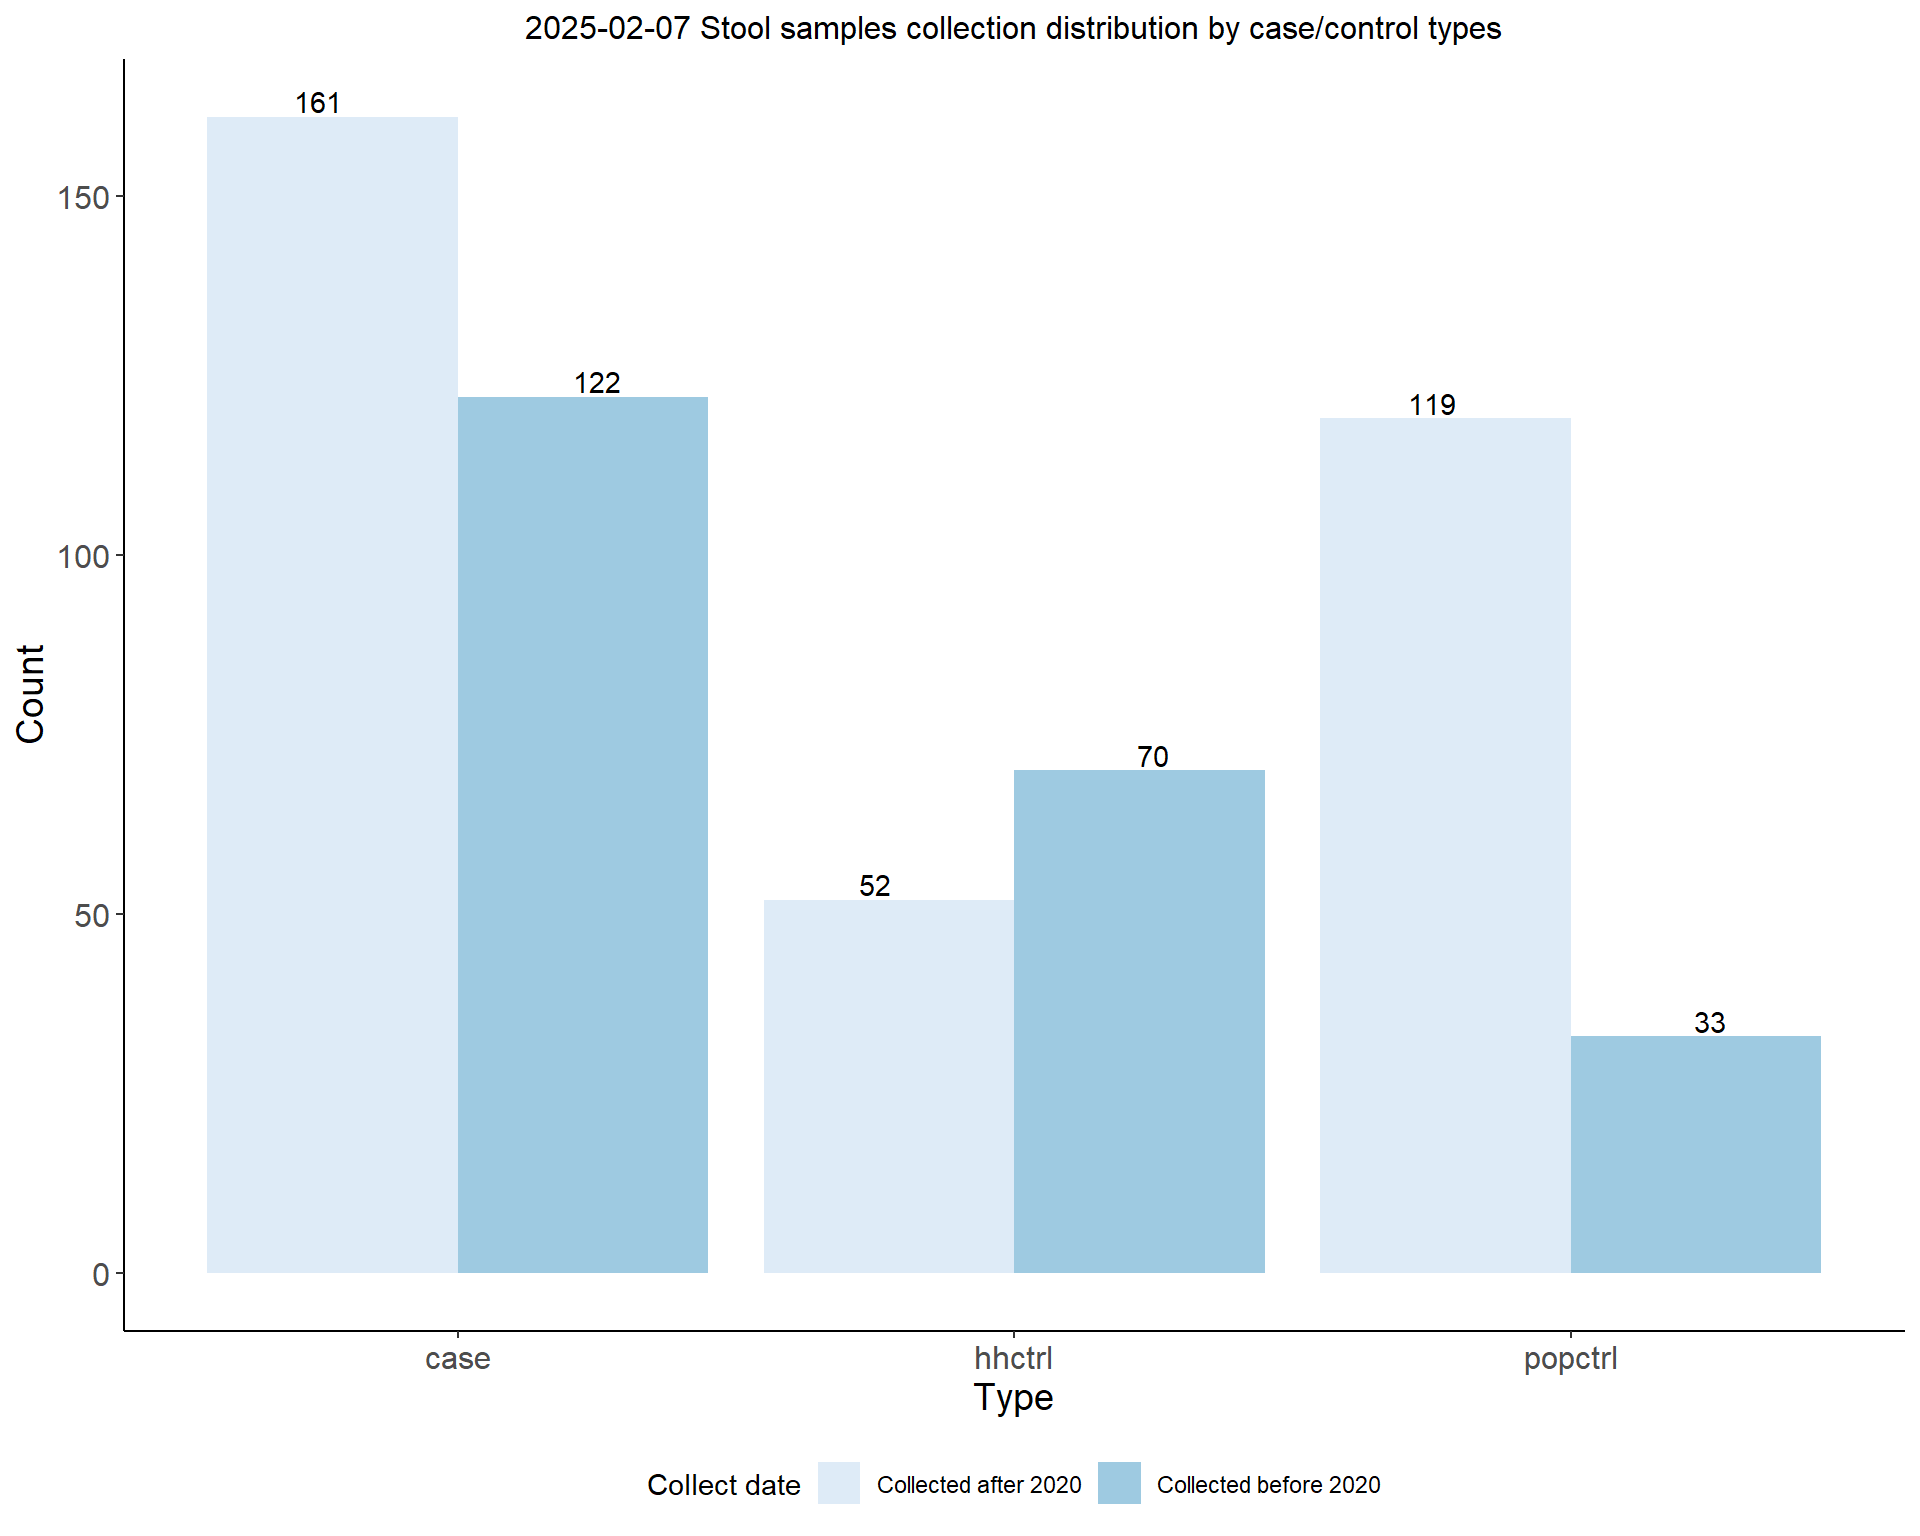 2025-02-07 Stool samples collection distribution by case/control types
161
122
119
70
52
33
150
100
50
0
Count
case hhctrl popctrl
Type
Collect date Collected after 2020 Collected before 2020